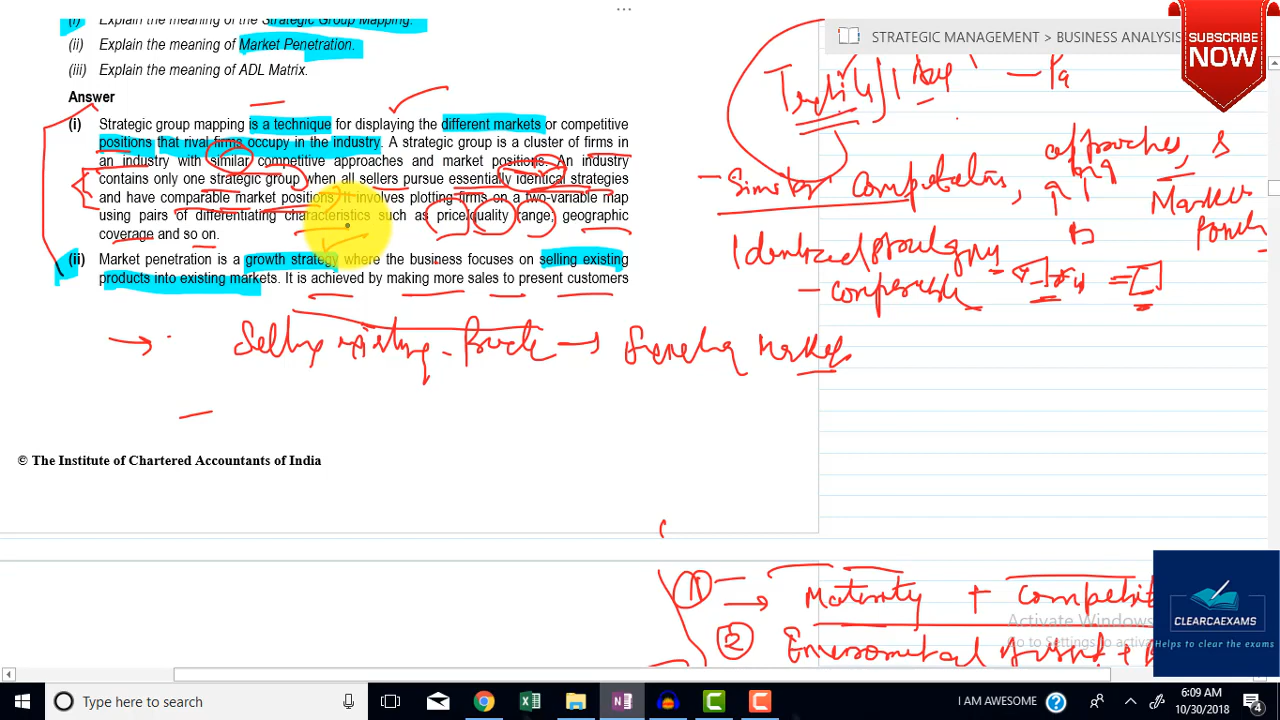 (i) Explain the meaning of the Strategic Group Mapping.
(ii) Explain the meaning of Market Penetration.
(iii) Explain the meaning of ADL Matrix.
Answer
(i) Strategic group mapping is a technique for displaying the different markets or competitive
positions that rival firms occupy in the industry. A strategic group is a cluster of firms in
an industry with similar competitive approaches and market positions. An industry
contains only one strategic group when all sellers pursue essentially identical strategies
and have comparable market positions. It involves plotting firms on a two-variable map
using pairs of differentiating characteristics such as price/quality range, geographic
coverage and so on.
(ii) Market penetration is a growth strategy where the business focuses on selling existing
products into existing markets. It is achieved by making more sales to present customers
Selling existing
© The Institute of Chartered Accountants of India
STRATEGIC MANAGEMENT > BUSINESS ANALYSIS
SUBSCRIBE
NOW
approaches, &
Market
- comparable
1 Maturity +
2
Activate Windows
Go to Settings to activa
CLEARCAEXAMS
Helps to clear the exams
Type here to search
I AM AWESOME
6:09 AM
10/30/2018
4